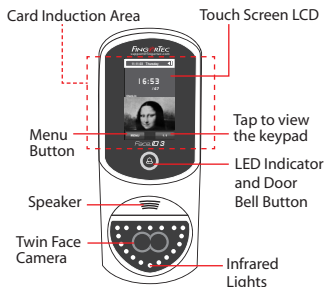 Card Induction Area
Touch Screen LCD
FINGERTEC
16:53
Menu
Button
Tap to view
the keypad
Face ID 3
LED Indicator
and Door
Bell Button
Speaker
Twin Face
Camera
Infrared
Lights